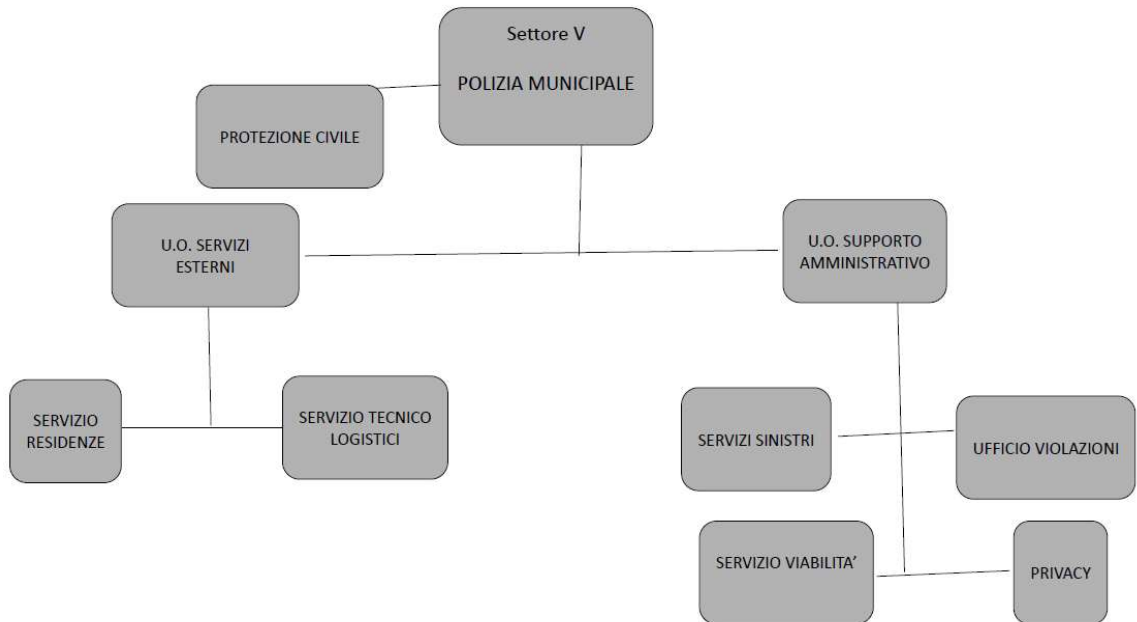 Settore V
POLIZIA MUNICIPALE
PROTEZIONE CIVILE
U.O. SERVIZI
ESTERNI
U.O. SUPPORTO
AMMINISTRATIVO
SERVIZIO
RESIDENZE
SERVIZIO TECNICO
LOGISTICI
SERVIZI SINISTRI
UFFICIO VIOLAZIONI
SERVIZIO VIABILITA’
PRIVACY